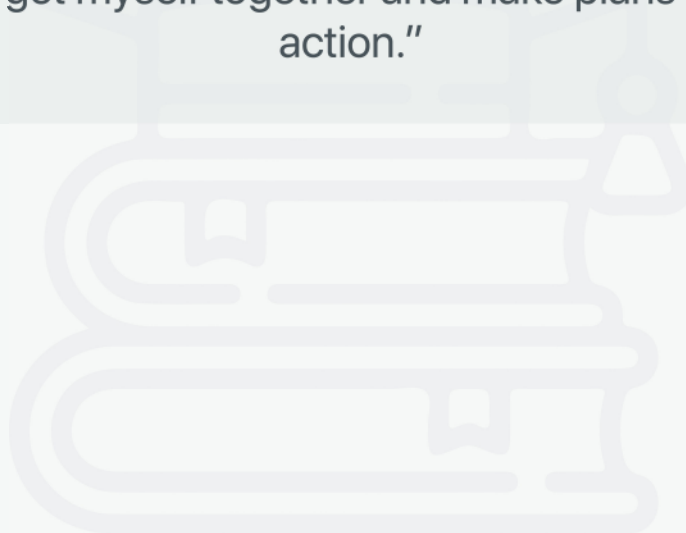 get myself together and make plans
action.”